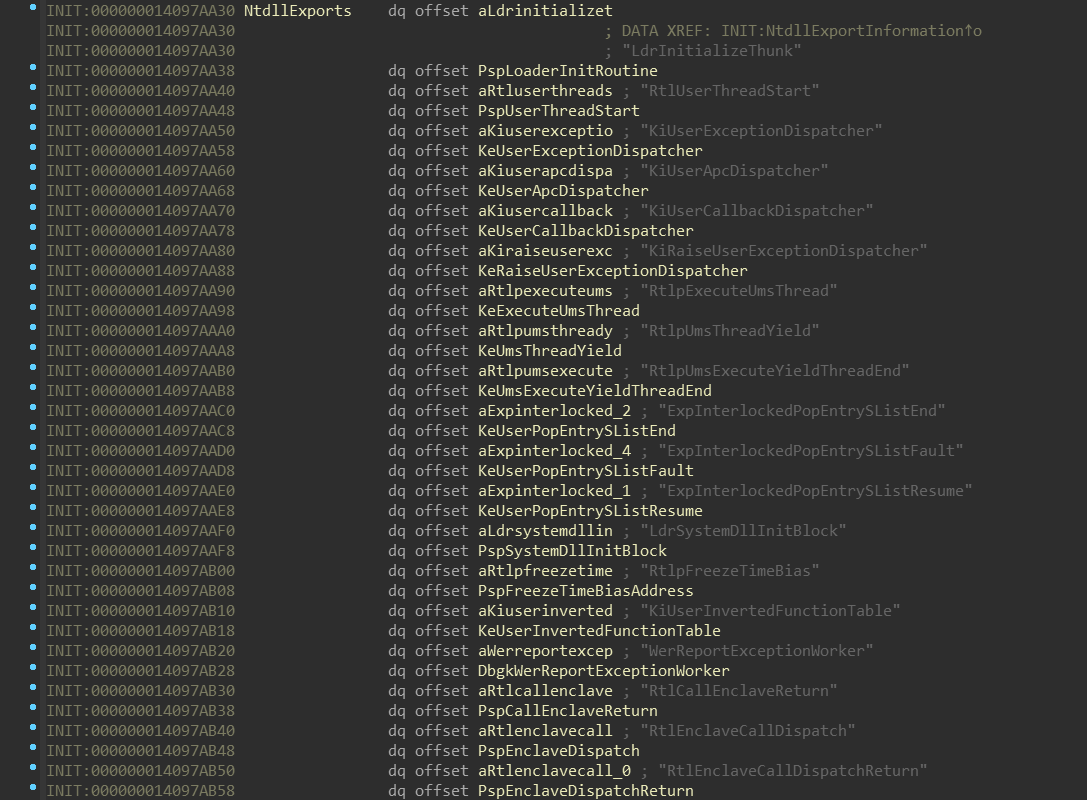 INIT:000000014097AA30 NtdllExports    dq offset aLdrinitializet
INIT:000000014097AA30                                         ; DATA XREF: INIT:NtdllExportInformation↑o
INIT:000000014097AA30                                         ; "LdrInitializeThunk"
INIT:000000014097AA38                 dq offset PspLoaderInitRoutine
INIT:000000014097AA40                 dq offset aRtluserthreads ; "RtlUserThreadStart"
INIT:000000014097AA48                 dq offset PspUserThreadStart
INIT:000000014097AA50                 dq offset aKiuserexceptio ; "KiUserExceptionDispatcher"
INIT:000000014097AA58                 dq offset KeUserExceptionDispatcher
INIT:000000014097AA60                 dq offset aKiuserapcdispa ; "KiUserApcDispatcher"
INIT:000000014097AA68                 dq offset KeUserApcDispatcher
INIT:000000014097AA70                 dq offset aKiusercallback ; "KiUserCallbackDispatcher"
INIT:000000014097AA78                 dq offset KeUserCallbackDispatcher
INIT:000000014097AA80                 dq offset aKiraiseuserexc ; "KiRaiseUserExceptionDispatcher"
INIT:000000014097AA88                 dq offset KeRaiseUserExceptionDispatcher
INIT:000000014097AA90                 dq offset aRtlpexecuteums ; "RtlpExecuteUmsThread"
INIT:000000014097AA98                 dq offset KeExecuteUmsThread
INIT:000000014097AAA0                 dq offset aRtlpumsthready ; "RtlpUmsThreadYield"
INIT:000000014097AAA8                 dq offset KeUmsThreadYield
INIT:000000014097AAB0                 dq offset aRtlpumsexecute ; "RtlpUmsExecuteYieldThreadEnd"
INIT:000000014097AAB8                 dq offset KeUmsExecuteYieldThreadEnd
INIT:000000014097AAC0                 dq offset aExpinterlocked_2 ; "ExpInterlockedPopEntrySListEnd"
INIT:000000014097AAC8                 dq offset KeUserPopEntrySListEnd
INIT:000000014097AAD0                 dq offset aExpinterlocked_4 ; "ExpInterlockedPopEntrySListFault"
INIT:000000014097AAD8                 dq offset KeUserPopEntrySListFault
INIT:000000014097AAE0                 dq offset aExpinterlocked_1 ; "ExpInterlockedPopEntrySListResume"
INIT:000000014097AAE8                 dq offset KeUserPopEntrySListResume
INIT:000000014097AAF0                 dq offset aLdrsystemdllin ; "LdrSystemDllInitBlock"
INIT:000000014097AAF8                 dq offset PspSystemDllInitBlock
INIT:000000014097AB00                 dq offset aRtlpfreezetime ; "RtlpFreezeTimeBias"
INIT:000000014097AB08                 dq offset PspFreezeTimeBiasAddress
INIT:000000014097AB10                 dq offset aKiuserinverted ; "KiUserInvertedFunctionTable"
INIT:000000014097AB18                 dq offset KeUserInvertedFunctionTable
INIT:000000014097AB20                 dq offset aWerreportexcep ; "WerReportExceptionWorker"
INIT:000000014097AB28                 dq offset DbgkWerReportExceptionWorker
INIT:000000014097AB30                 dq offset aRtlcallenclave ; "RtlCallEnclaveReturn"
INIT:000000014097AB38                 dq offset PspCallEnclaveReturn
INIT:000000014097AB40                 dq offset aRtlenclavecall ; "RtlEnclaveCallDispatch"
INIT:000000014097AB48                 dq offset PspEnclaveDispatch
INIT:000000014097AB50                 dq offset aRtlenclavecall_0 ; "RtlEnclaveCallDispatchReturn"
INIT:000000014097AB58                 dq offset PspEnclaveDispatchReturn